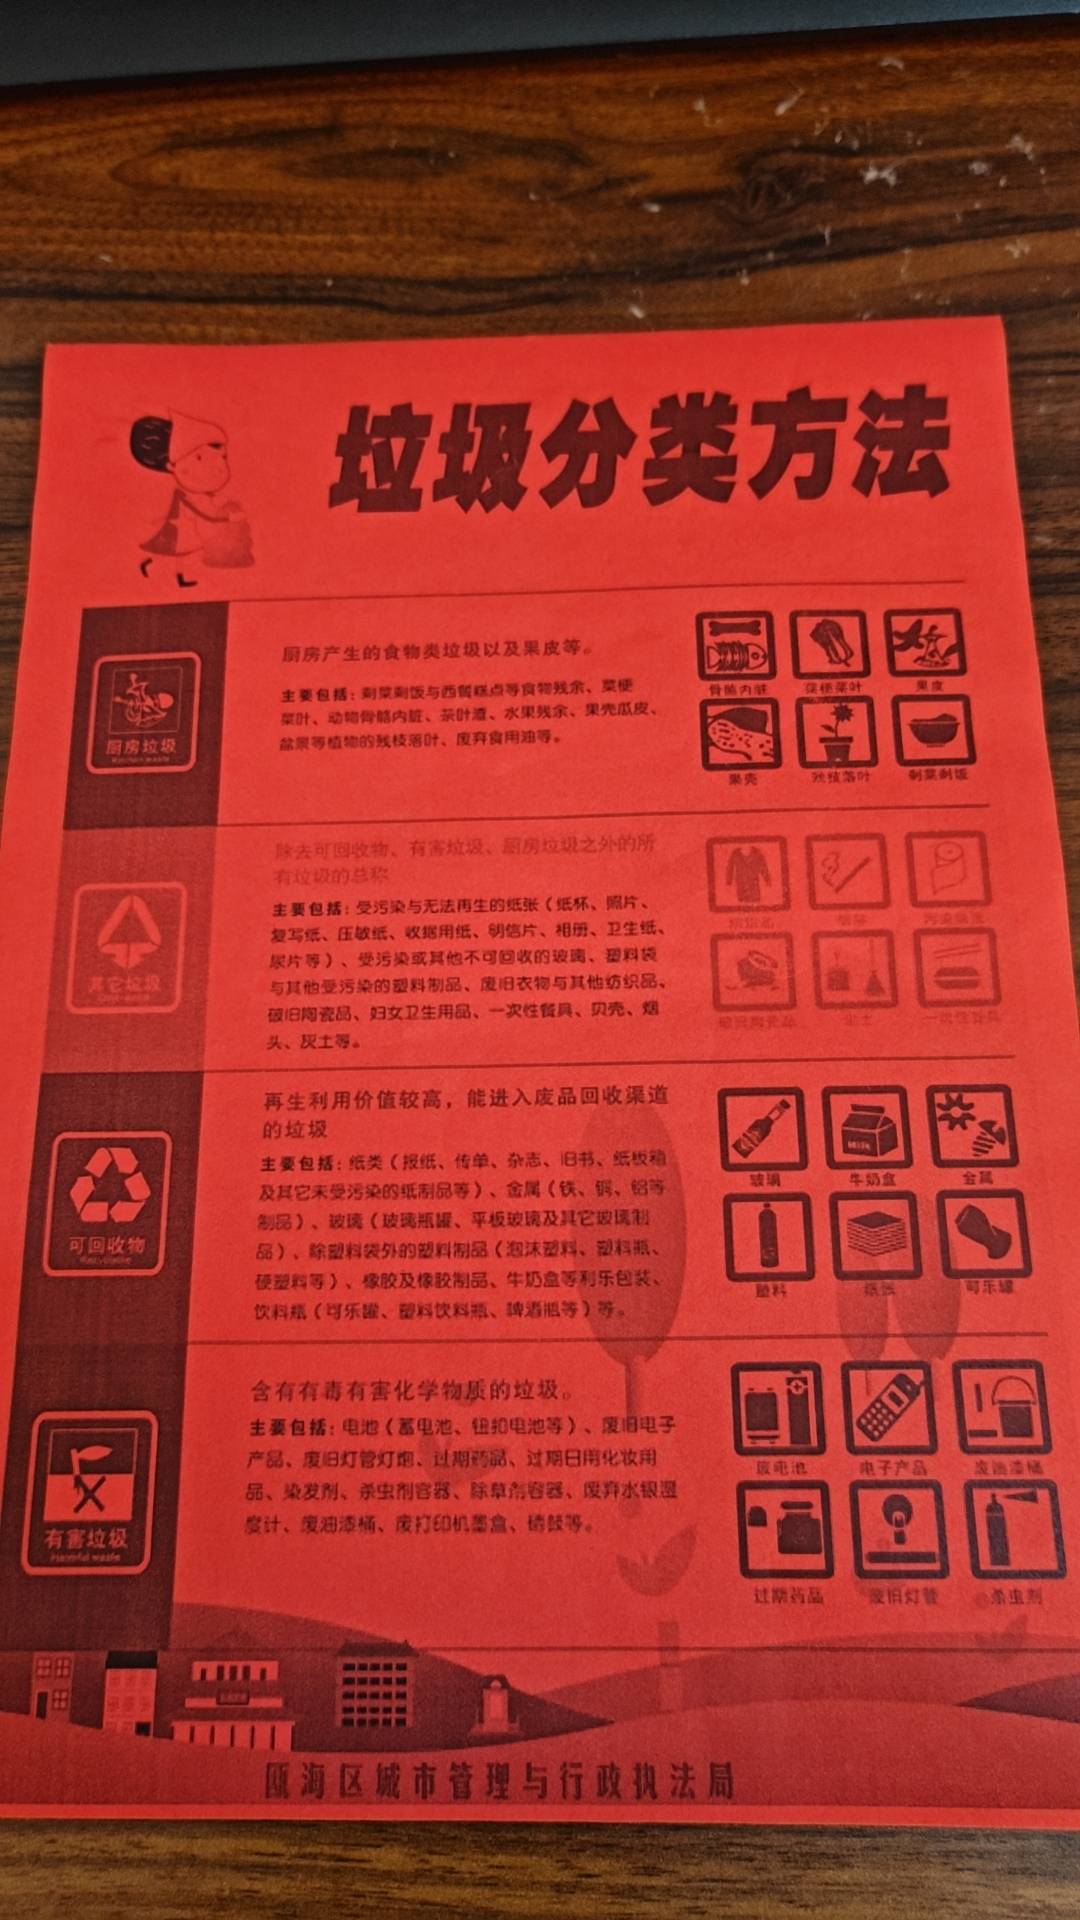 垃圾分类方法
厨房垃圾
Kitchen waste
厨房产生的食物类垃圾以及果皮等。
主要包括：剩菜剩饭与西餐糕点等食物残余、菜梗
菜叶、动物骨骼内脏、茶叶渣、水果残余、果壳瓜皮、
盆景等植物的残枝落叶、废弃食用油等。
骨骼内脏 菜梗菜叶 果皮
果壳 残枝落叶 剩菜剩饭
其它垃圾
除去可回收物、有害垃圾、厨房垃圾之外的所
有垃圾的总称
主要包括：受污染与无法再生的纸张（纸杯、照片、
复写纸、压敏纸、收据用纸、明信片、相册、卫生纸、
尿片等）、受污染或其他不可回收的玻璃、塑料袋
与其他受污染的塑料制品、废旧衣物与其他纺织品、
破旧陶瓷品、妇女卫生用品、一次性餐具、贝壳、烟
头、灰土等。
破旧陶瓷品 尘土 一次性餐具
可回收物
Recyclable
再生利用价值较高，能进入废品回收渠道
的垃圾
主要包括：纸类（报纸、传单、杂志、旧书、纸板箱
及其它未受污染的纸制品等）、金属（铁、铜、铝等
制品）、玻璃（玻璃瓶罐、平板玻璃及其它玻璃制
品）、除塑料袋外的塑料制品（泡沫塑料、塑料瓶、
硬塑料等）、橡胶及橡胶制品、牛奶盒等利乐包装、
饮料瓶（可乐罐、塑料饮料瓶、啤酒瓶等）等。
玻璃 牛奶盒 金属
MILK
塑料 纸张 可乐罐
有害垃圾
Harmful waste
含有有毒有害化学物质的垃圾。
主要包括：电池（蓄电池、钮扣电池等）、废旧电子
产品、废旧灯管灯炮、过期药品、过期日用化妆用
品、染发剂、杀虫剂容器、除草剂容器、废弃水银温
度计、废油漆桶、废打印机墨盒、硒鼓等。
废电池 电子产品 废油漆桶
过期药品 废旧灯管 杀虫剂
瓯海区城市管理与行政执法局